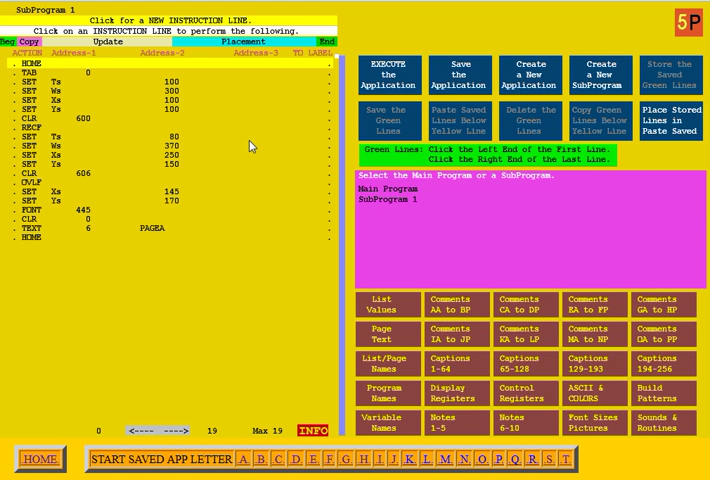 SubProgram 1
Click for a NEW INSTRUCTION LINE.
Click on an INSTRUCTION LINE to perform the following.
Beg Copy Update Placement End
ACTION Address-1 Address-2 Address-3 TO LABEL
. HOME .
. TAB 0 .
. SET Ts 100 .
. SET Ws 300 .
. SET Xs 100 .
. SET Ys 100 .
. CLR 600 .
. RECF .
. SET Ts 80 .
. SET Ws 370 .
. SET Xs 250 .
. SET Ys 150 .
. CLR 606 .
. OVLF .
. SET Xs 145 .
. SET Ys 170 .
. FONT 445 .
. CLR 0 .
. TEXT 6 PAGEA .
. HOME .
0 <---- ----> 19 Max 19 INFO
5P
EXECUTE the Application
Save the Application
Create a New Application
Create a New SubProgram
Store the Saved Green Lines
Save the Green Lines
Paste Saved Lines Below Yellow Line
Delete the Green Lines
Copy Green Lines Below Yellow Line
Place Stored Lines in Paste Saved
Green Lines: Click the Left End of the First Line.
Click the Right End of the Last Line.
Select the Main Program or a SubProgram.
Main Program
SubProgram 1
List Values
Comments AA to BP
Comments CA to DP
Comments EA to FP
Comments GA to HP
Page Text
Comments IA to JP
Comments KA to LP
Comments MA to NP
Comments OA to PP
List/Page Names
Captions 1-64
Captions 65-128
Captions 129-193
Captions 194-256
Program Names
Display Registers
Control Registers
ASCII & COLORS
Build Patterns
Variable Names
Notes 1-5
Notes 6-10
Font Sizes Pictures
Sounds & Routines
HOME START SAVED APP LETTER A B C D E F G H I J K L M N O P Q R S T